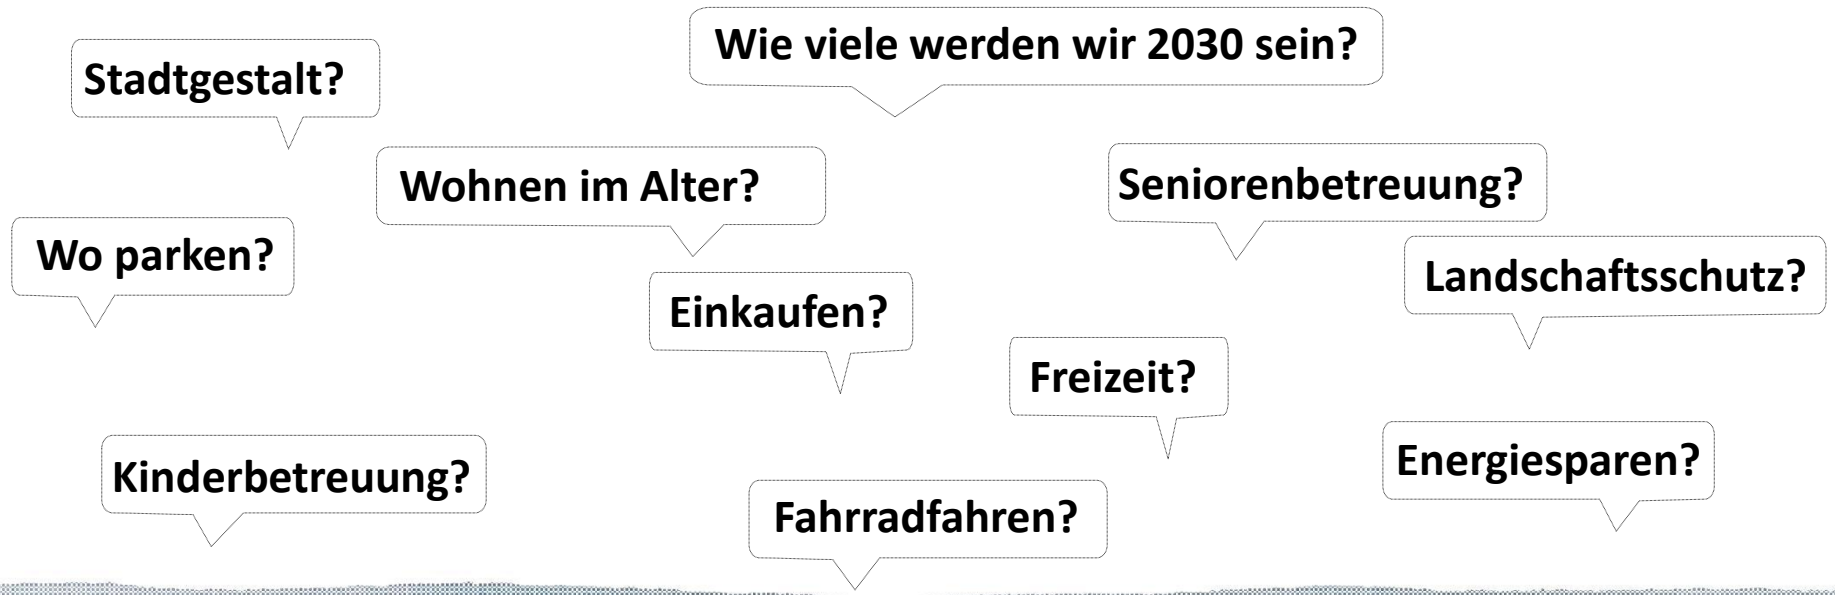 Wie viele werden wir 2030 sein?
Stadtgestalt?
Wohnen im Alter?
Seniorenbetreuung?
Wo parken?
Landschaftsschutz?
Einkaufen?
Freizeit?
Energiesparen?
Kinderbetreuung?
Fahrradfahren?